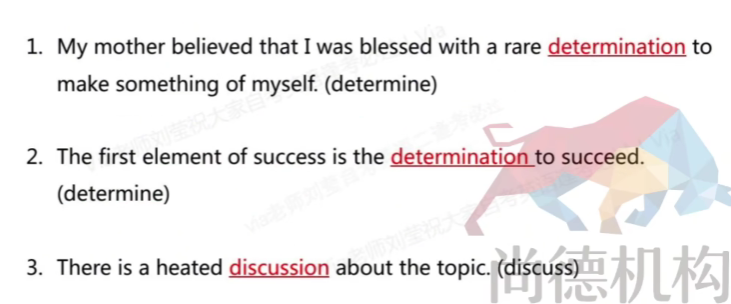 1. My mother believed that I was blessed with a rare determination to
make something of myself. (determine)
2. The first element of success is the determination to succeed.
(determine)
3. There is a heated discussion about the topic. (discuss)
尚德机构